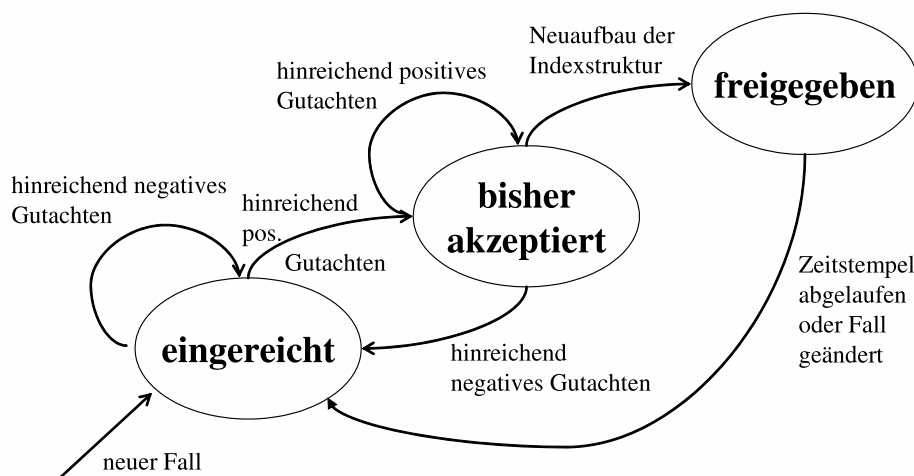 Neuaufbau der
Indexstruktur
freigegeben
hinreichend positives
Gutachten
bisher
akzeptiert
hinreichend negatives
Gutachten
hinreichend
pos.
Gutachten
Zeitstempel
abgelaufen
oder Fall
geändert
eingereicht
hinreichend
negatives Gutachten
neuer Fall